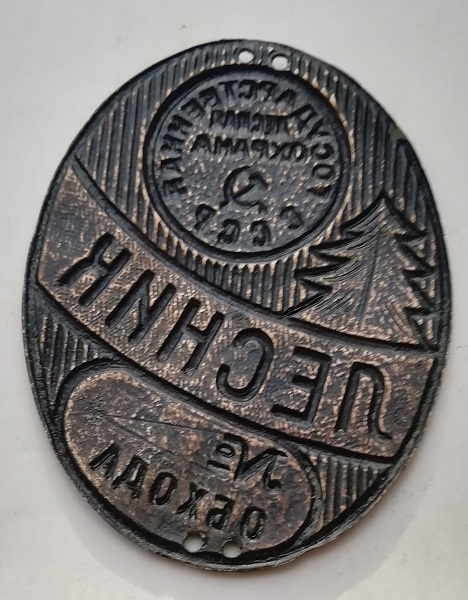 ГОСУДАРСТВЕННАЯ
ЛЕСНАЯ
ОХРАНА
СССР
ЛЕСНИК
№
ОБХОДА